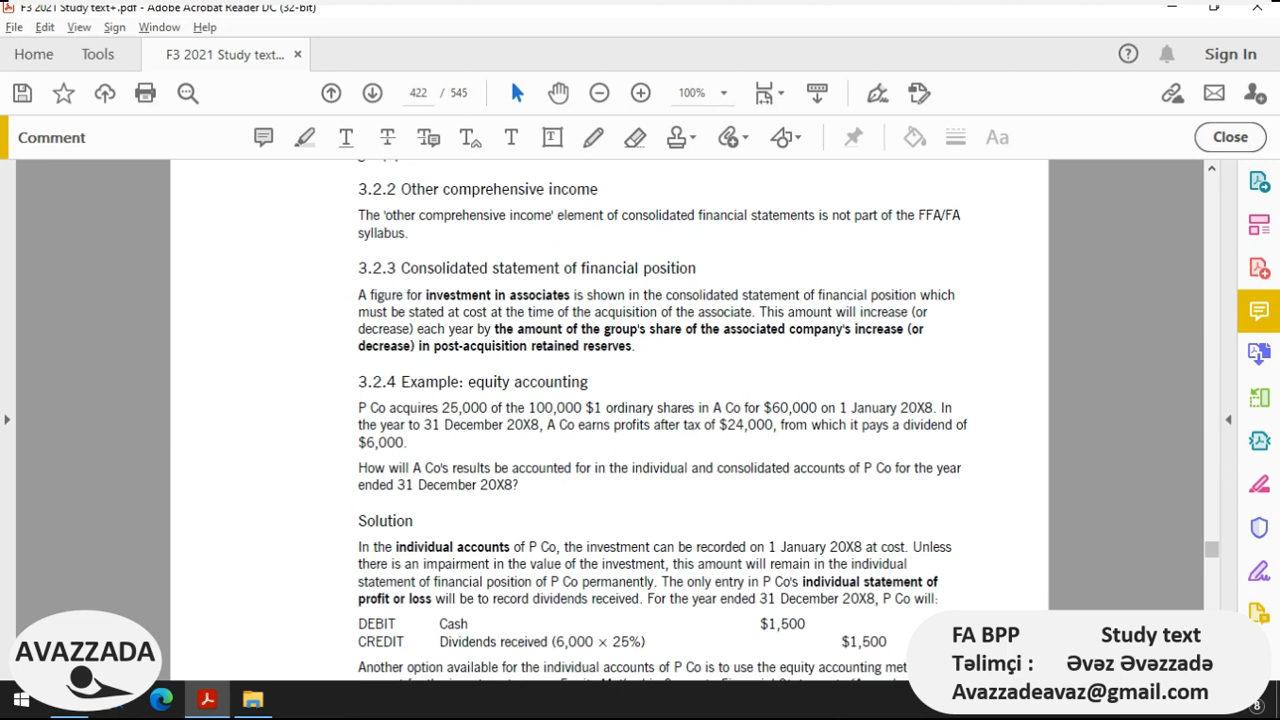 F3 2021 Study text+.pdf - Adobe Acrobat Reader DC (32-bit)
File Edit View Sign Window Help
Home Tools F3 2021 Study text... × Sign In
422 / 545 100%
Comment Close
3.2.2 Other comprehensive income
The 'other comprehensive income' element of consolidated financial statements is not part of the FFA/FA
syllabus.
3.2.3 Consolidated statement of financial position
A figure for investment in associates is shown in the consolidated statement of financial position which
must be stated at cost at the time of the acquisition of the associate. This amount will increase (or
decrease) each year by the amount of the group's share of the associated company's increase (or
decrease) in post-acquisition retained reserves.
3.2.4 Example: equity accounting
P Co acquires 25,000 of the 100,000 $1 ordinary shares in A Co for $60,000 on 1 January 20X8. In
the year to 31 December 20X8, A Co earns profits after tax of $24,000, from which it pays a dividend of
$6,000.
How will A Co's results be accounted for in the individual and consolidated accounts of P Co for the year
ended 31 December 20X8?
Solution
In the individual accounts of P Co, the investment can be recorded on 1 January 20X8 at cost. Unless
there is an impairment in the value of the investment, this amount will remain in the individual
statement of financial position of P Co permanently. The only entry in P Co's individual statement of
profit or loss will be to record dividends received. For the year ended 31 December 20X8, P Co will:
DEBIT Cash $1,500
CREDIT Dividends received (6,000 × 25%) $1,500
Another option available for the individual accounts of P Co is to use the equity accounting met
AVAZZADA
FA BPP Study text
Təlimçi : Əvəz Əvəzzadə
Avazzadeavaz@gmail.com